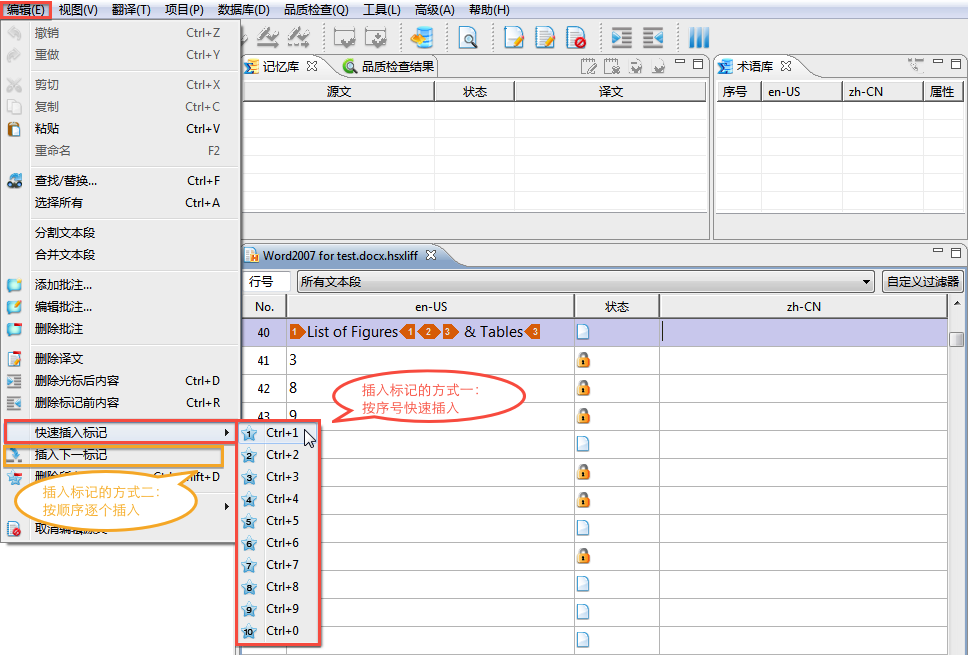 编辑(E) 视图(V) 翻译(T) 项目(P) 数据库(D) 品质检查(Q) 工具(L) 高级(A) 帮助(H)
撤销 Ctrl+Z
重做 Ctrl+Y
剪切 Ctrl+X
复制 Ctrl+C
粘贴 Ctrl+V
重命名 F2
查找/替换... Ctrl+F
选择所有 Ctrl+A
分割文本段
合并文本段
添加批注...
编辑批注...
删除批注
删除译文
删除光标后内容 Ctrl+D
删除标记前内容 Ctrl+R
快速插入标记
插入下一标记
插入标记的方式二:
按顺序逐个插入
1 Ctrl+1
2 Ctrl+2
3 Ctrl+3
4 Ctrl+4
5 Ctrl+5
6 Ctrl+6
7 Ctrl+7
8 Ctrl+8
9 Ctrl+9
10 Ctrl+0
记忆库 品质检查结果
源文 状态 译文
术语库
序号 en-US zh-CN 属性
Word2007 for test.docx.hsxliff
行号 所有文本段 自定义过滤器
No. en-US 状态 zh-CN
40 1 List of Figures 1 2 3 & Tables 3
41 3
42 8
43 9
插入标记的方式一:
按序号快速插入